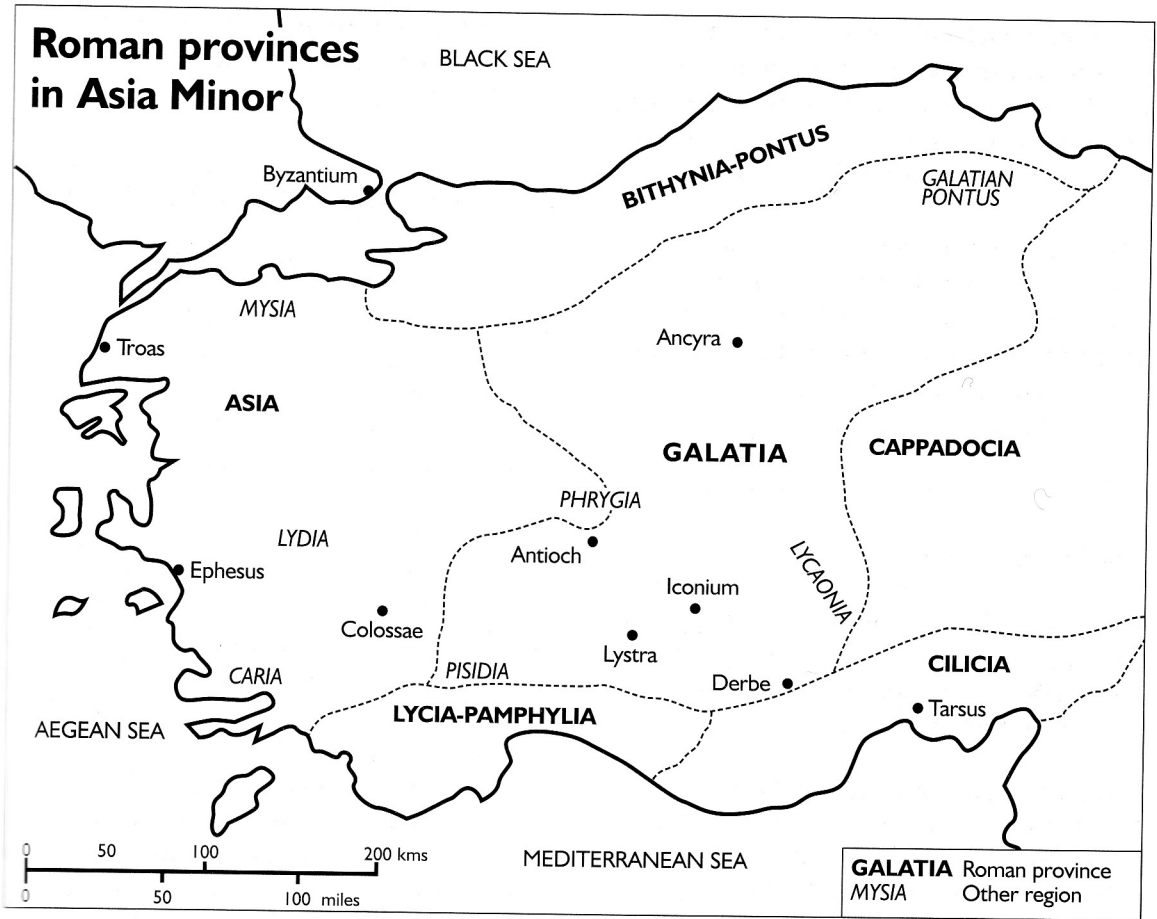 Roman provinces
in Asia Minor
BLACK SEA
BITHYNIA-PONTUS
Byzantium
GALATIAN
PONTUS
MYSIA
Ancyra
Troas
ASIA
GALATIA
CAPPADOCIA
PHRYGIA
LYDIA
Antioch
LYCAONIA
Ephesus
Iconium
Colossae
Lystra
CILICIA
PISIDIA
CARIA
Derbe
Tarsus
LYCIA-PAMPHYLIA
AEGEAN SEA
0 50 100 200 kms
0 50 100 miles
MEDITERRANEAN SEA
GALATIA Roman province
MYSIA Other region